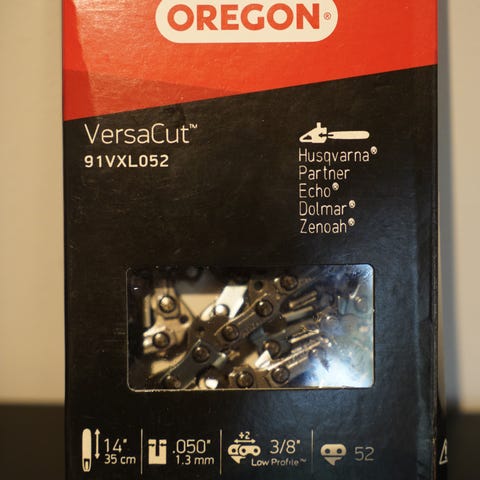 OREGON®
VersaCut™
91VXL052
Husqvarna®
Partner
Echo®
Dolmar®
Zenoah®
14"
35 cm
.050"
1.3 mm
+2
3/8"
Low Profile™
52